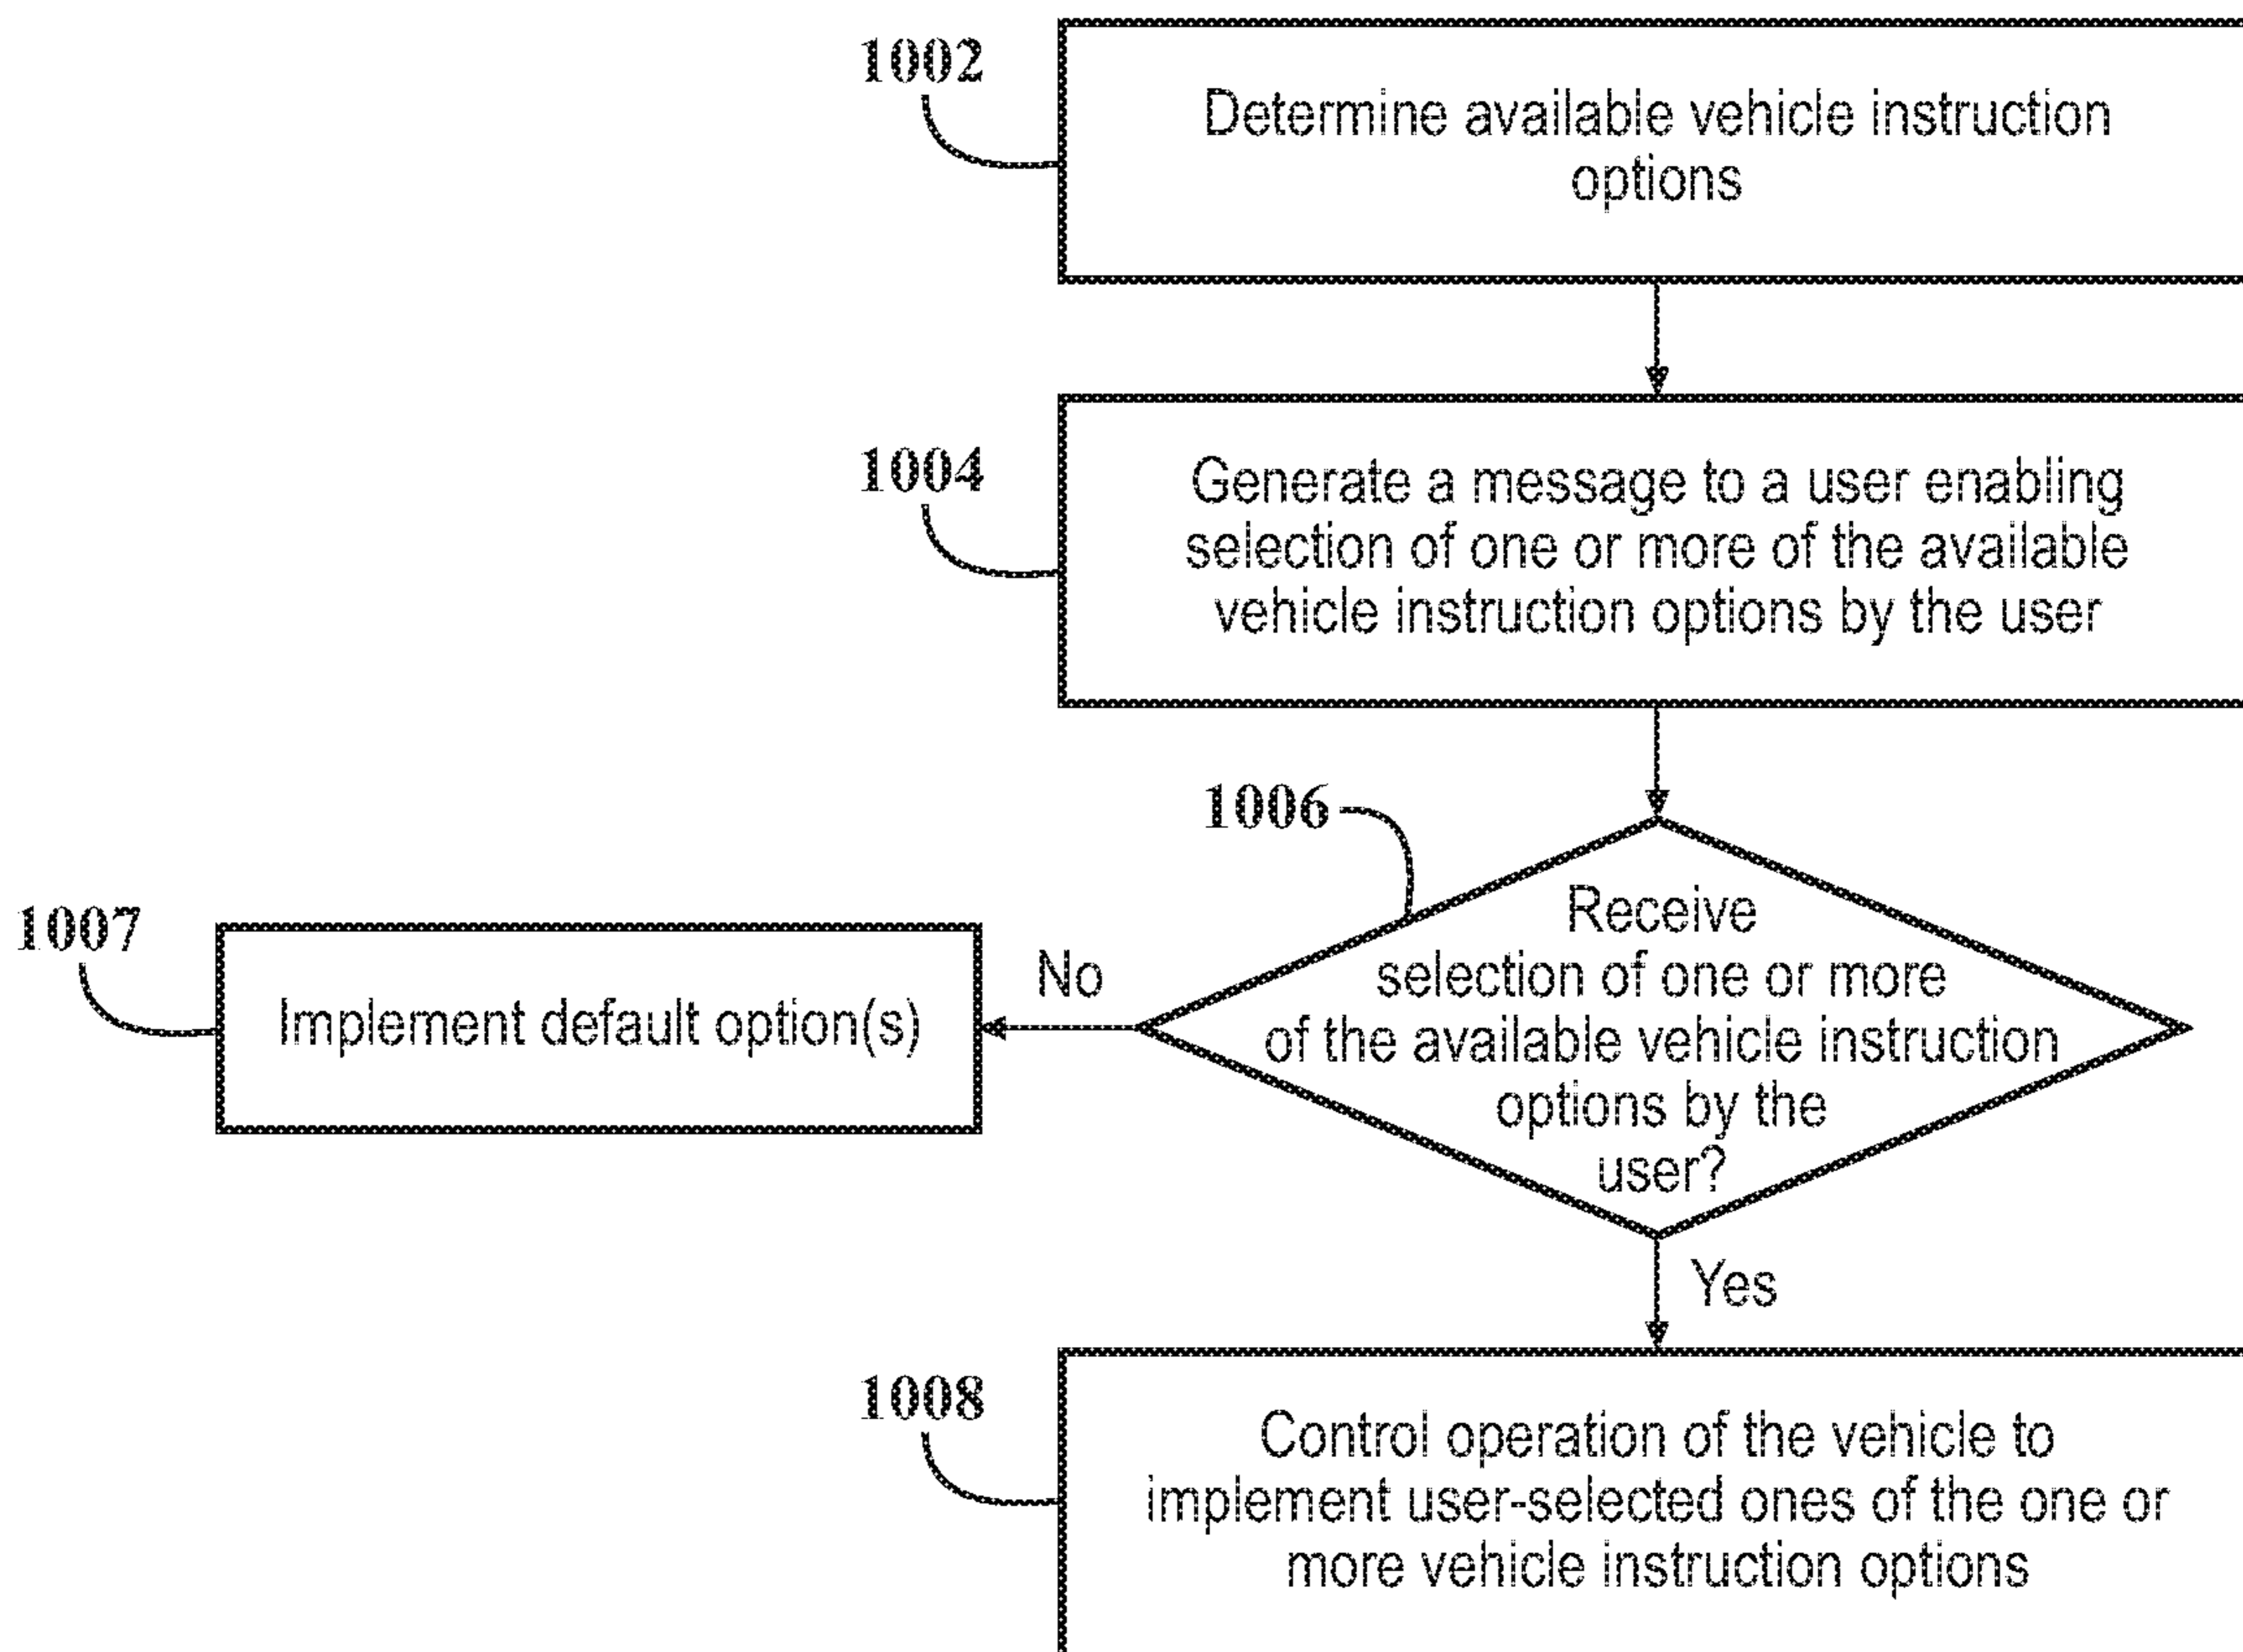 1002
Determine available vehicle instruction
options
1004
Generate a message to a user enabling
selection of one or more of the available
vehicle instruction options by the user
1006
Receive
selection of one or more
of the available vehicle instruction
options by the
user?
No
1007
Implement default option(s)
Yes
1008
Control operation of the vehicle to
implement user-selected ones of the one or
more vehicle instruction options